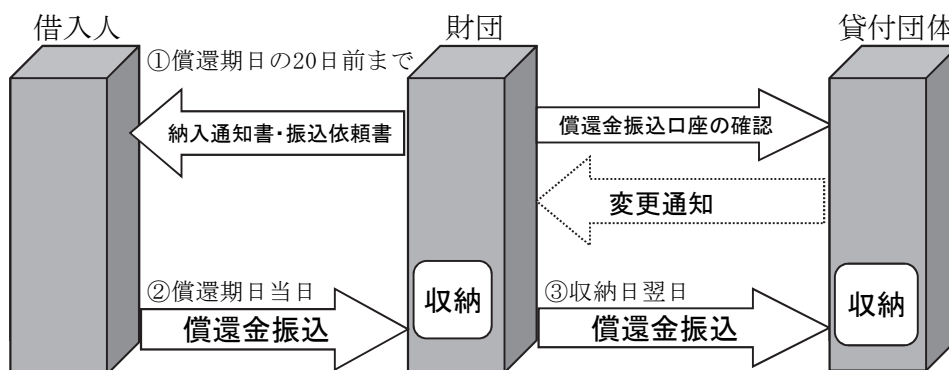 借入人
財団
貸付団体
①償還期日の20日前まで
納入通知書・振込依頼書
償還金振込口座の確認
変更通知
②償還期日当日
収納
③収納日翌日
収納
償還金振込
償還金振込